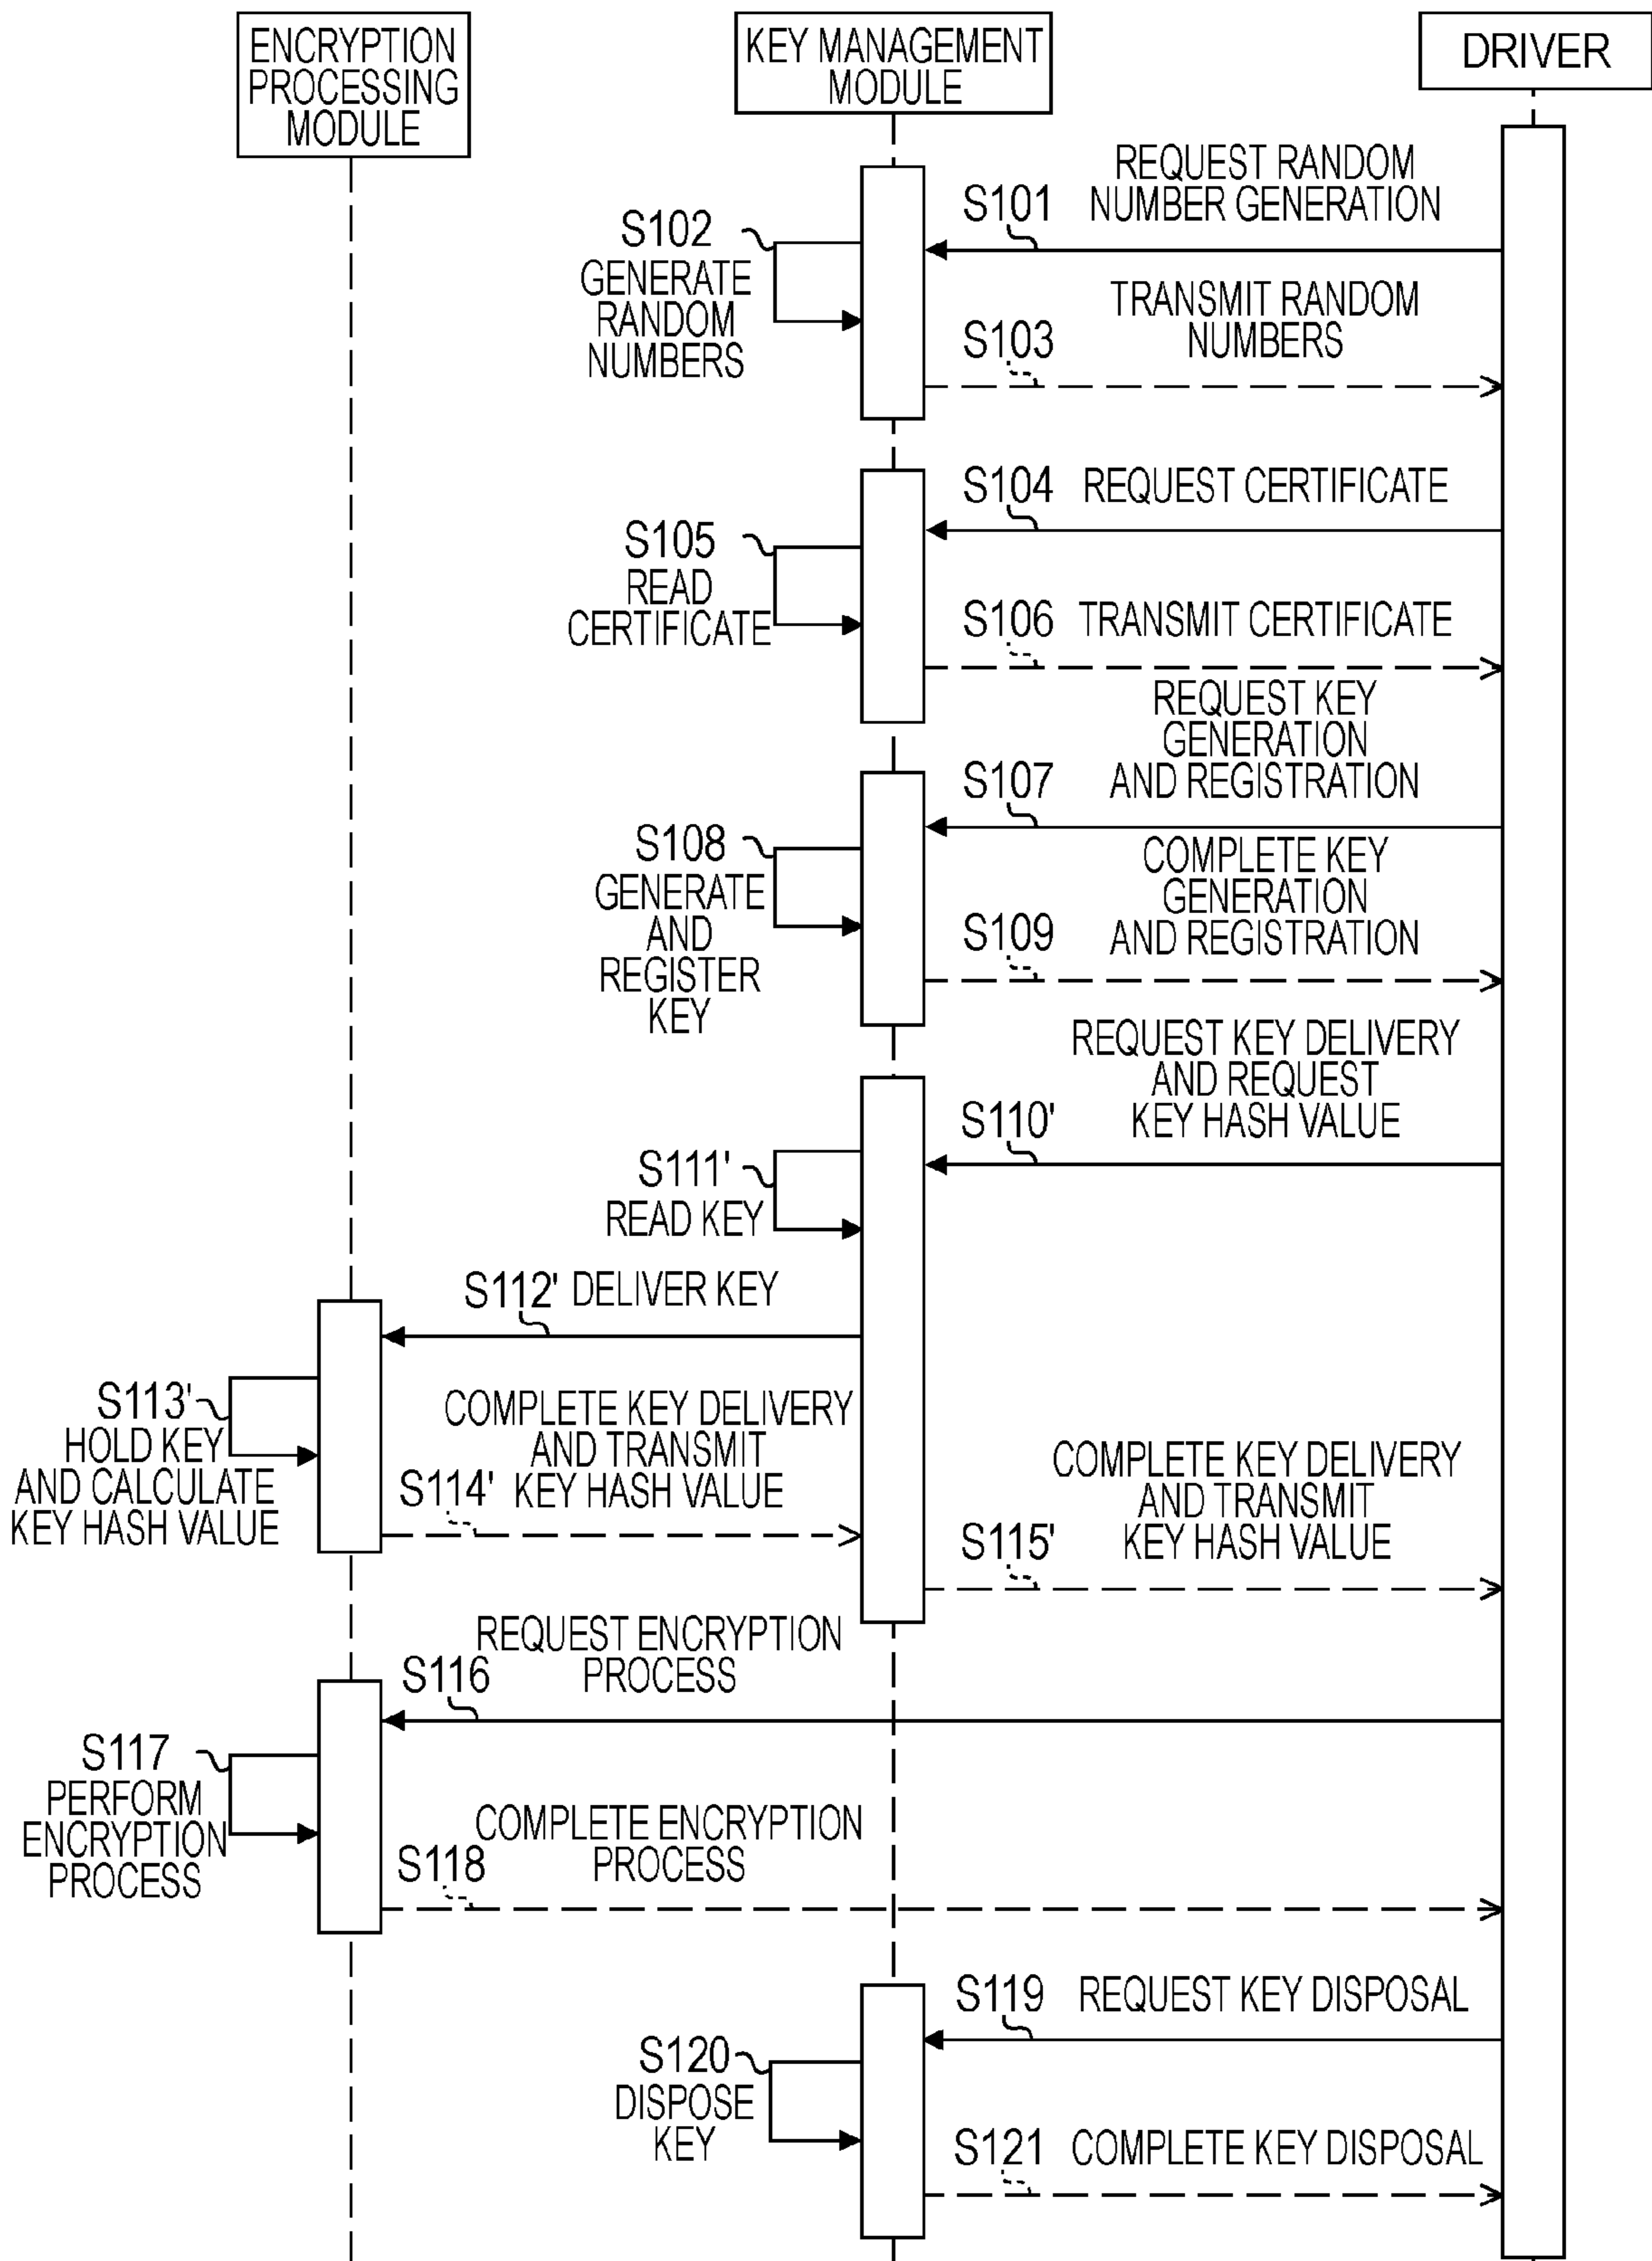 ENCRYPTION
PROCESSING
MODULE
KEY MANAGEMENT
MODULE
DRIVER
S101
REQUEST RANDOM
NUMBER GENERATION
S102
GENERATE
RANDOM
NUMBERS
S103
TRANSMIT RANDOM
NUMBERS
S104 REQUEST CERTIFICATE
S105
READ
CERTIFICATE
S106 TRANSMIT CERTIFICATE
S107
REQUEST KEY
GENERATION
AND REGISTRATION
S108
GENERATE
AND
REGISTER
KEY
S109
COMPLETE KEY
GENERATION
AND REGISTRATION
S110'
REQUEST KEY DELIVERY
AND REQUEST
KEY HASH VALUE
S111'
READ KEY
S112' DELIVER KEY
S113'
HOLD KEY
AND CALCULATE
KEY HASH VALUE
S114'
COMPLETE KEY DELIVERY
AND TRANSMIT
KEY HASH VALUE
S115'
COMPLETE KEY DELIVERY
AND TRANSMIT
KEY HASH VALUE
S116
REQUEST ENCRYPTION
PROCESS
S117
PERFORM
ENCRYPTION
PROCESS
S118
COMPLETE ENCRYPTION
PROCESS
S119 REQUEST KEY DISPOSAL
S120
DISPOSE
KEY
S121 COMPLETE KEY DISPOSAL